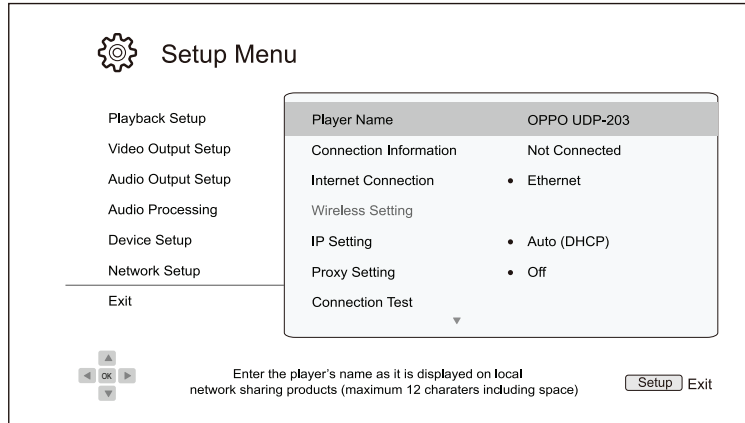 Setup Menu
Playback Setup
Video Output Setup
Audio Output Setup
Audio Processing
Device Setup
Network Setup
Exit
Player Name OPPO UDP-203
Connection Information Not Connected
Internet Connection • Ethernet
Wireless Setting
IP Setting • Auto (DHCP)
Proxy Setting • Off
Connection Test
OK
Enter the player's name as it is displayed on local
network sharing products (maximum 12 charaters including space)
Setup Exit